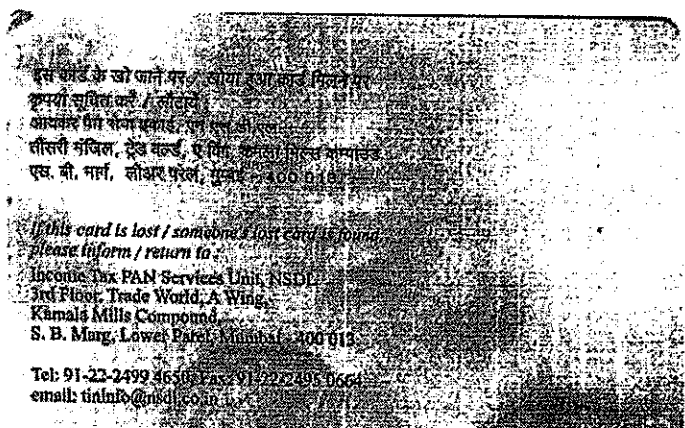 इस कार्ड के खो जाने पर / खोया हुआ कार्ड मिलने पर
कृपया सूचित करें / लौटाये :
आयकर पैन सेवा एकाई, एन एस डी एल
तीसरी मंजिल, ट्रेड वर्ल्ड, ए विंग, कमला मिल्स कम्पाउंड
एस. बी. मार्ग, लोअर परेल, मुम्बई - 400 013
If this card is lost / someone's lost card is found,
please inform / return to :
Income Tax PAN Services Unit, NSDL
3rd Floor, Trade World, A Wing,
Kamala Mills Compound,
S. B. Marg, Lower Parel, Mumbai - 400 013
Tel: 91-22-2499 4650, Fax: 91-22-2495 0664
email: tininfo@nsdl.co.in